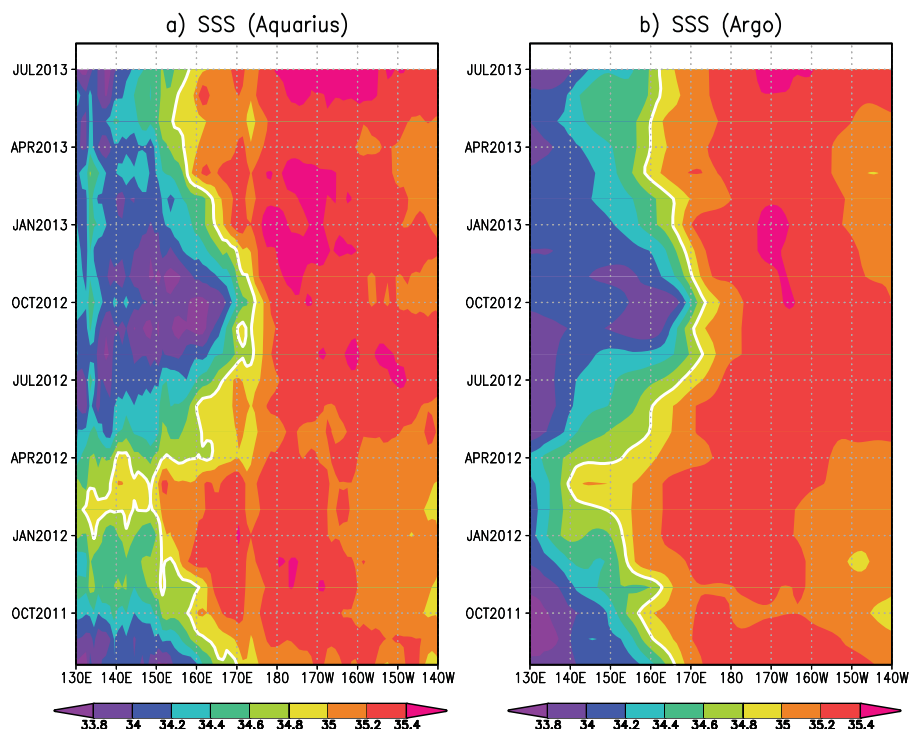 a) SSS (Aquarius)
JUL2013
APR2013
JAN2013
OCT2012
JUL2012
APR2012
JAN2012
OCT2011
130E 140E 150E 160E 170E 180 170W 160W 150W 140W
33.8 34 34.2 34.4 34.6 34.8 35 35.2 35.4
b) SSS (Argo)
JUL2013
APR2013
JAN2013
OCT2012
JUL2012
APR2012
JAN2012
OCT2011
130E 140E 150E 160E 170E 180 170W 160W 150W 140W
33.8 34 34.2 34.4 34.6 34.8 35 35.2 35.4